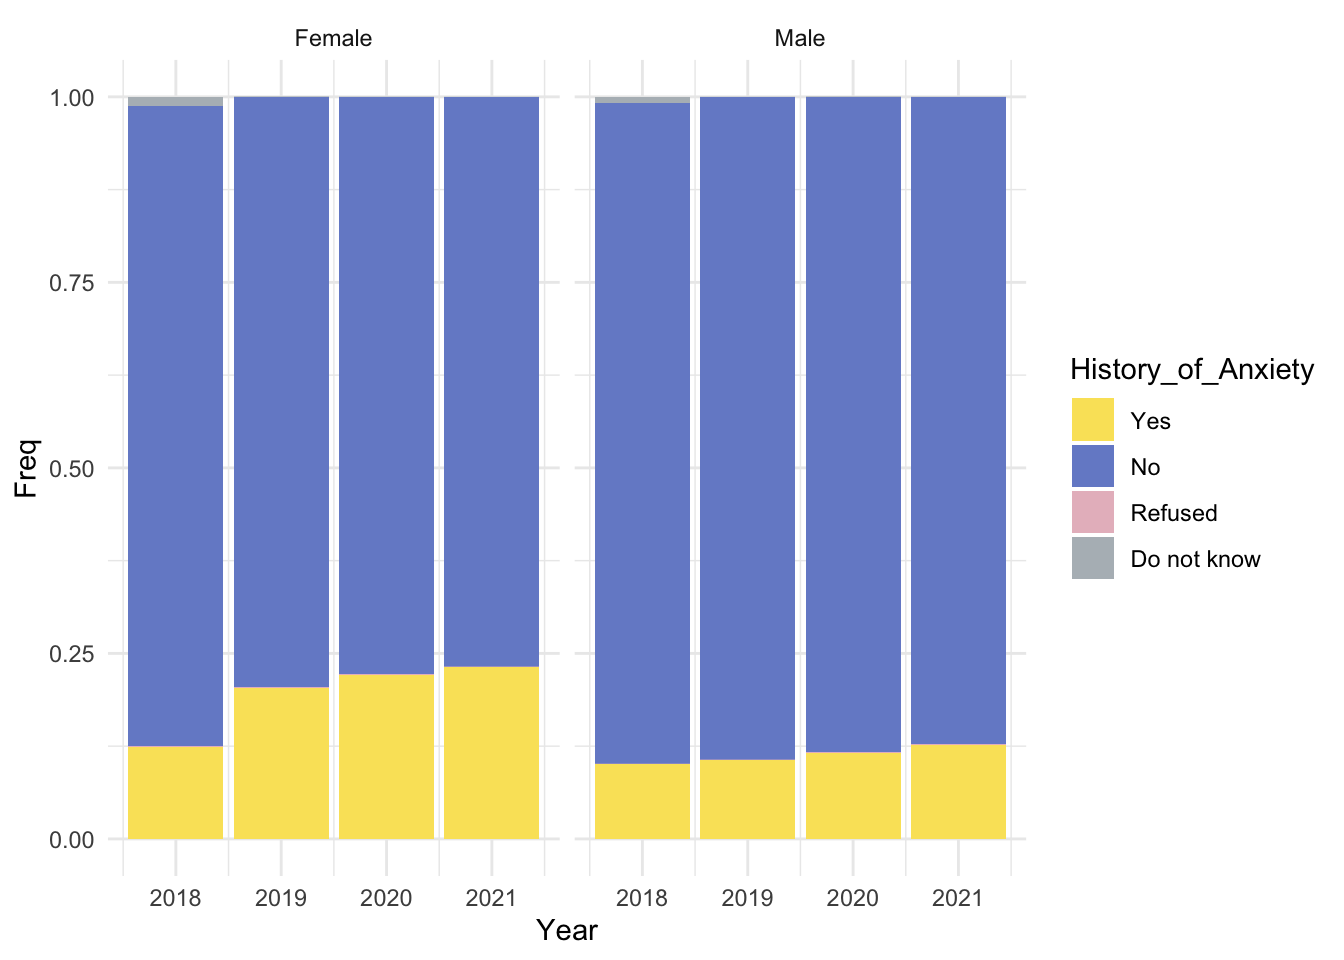 Female
Male
1.00
0.75
0.50
0.25
0.00
Freq
2018 2019 2020 2021
2018 2019 2020 2021
Year
History_of_Anxiety
Yes
No
Refused
Do not know